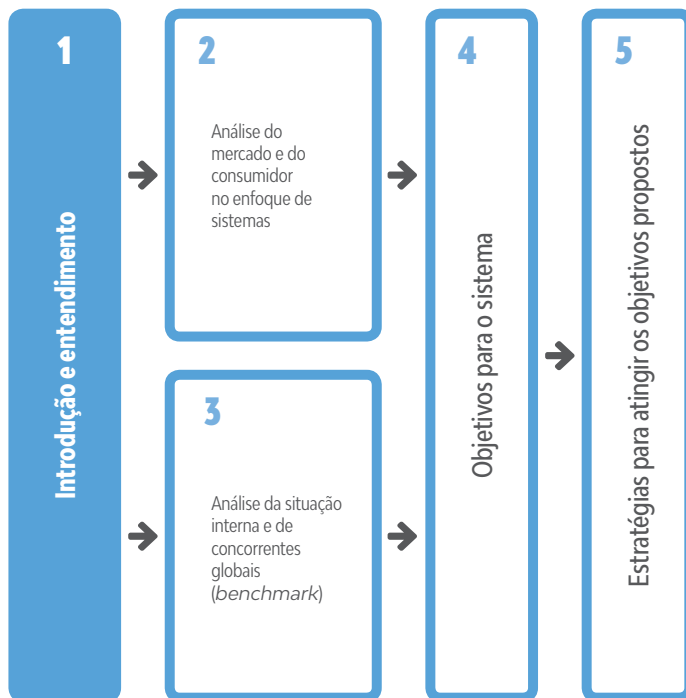 1
Introdução e entendimento
2
Análise do
mercado e do
consumidor
no enfoque de
sistemas
3
Análise da situação
interna e de
concorrentes
globais
(benchmark)
4
Objetivos para o sistema
5
Estratégias para atingir os objetivos propostos